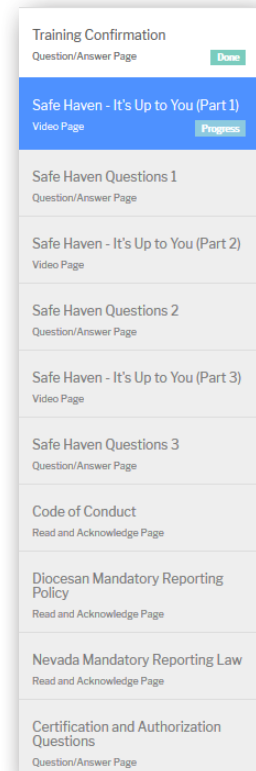 Training Confirmation
Question/Answer Page
Done
Safe Haven - It's Up to You (Part 1)
Video Page
Progress
Safe Haven Questions 1
Question/Answer Page
Safe Haven - It's Up to You (Part 2)
Video Page
Safe Haven Questions 2
Question/Answer Page
Safe Haven - It's Up to You (Part 3)
Video Page
Safe Haven Questions 3
Question/Answer Page
Code of Conduct
Read and Acknowledge Page
Diocesan Mandatory Reporting
Policy
Read and Acknowledge Page
Nevada Mandatory Reporting Law
Read and Acknowledge Page
Certification and Authorization
Questions
Question/Answer Page